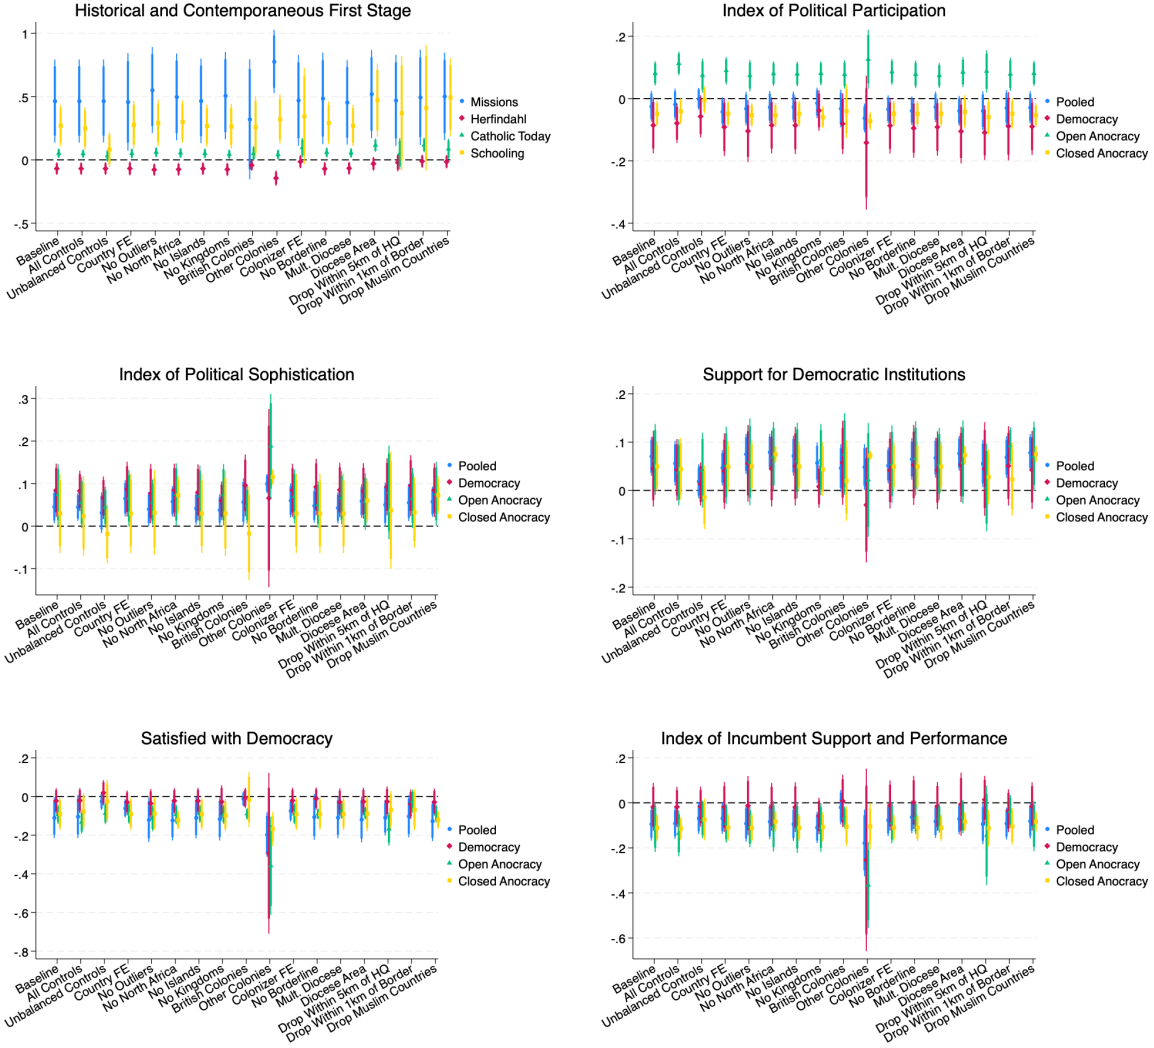 Historical and Contemporaneous First Stage
1
.5
0
-.5
Missions
Herfindahl
Catholic Today
Schooling
Baseline
All Controls
Unbalanced Controls
Country FE
No Outliers
No North Africa
No Islands
No Kingdoms
British Colonies
Other Colonies
Colonizer FE
No Borderline
Mult. Diocese
Diocese Area
Drop Within 5km of HQ
Drop Within 1km of Border
Drop Muslim Countries
Index of Political Participation
.2
0
-.2
-.4
Pooled
Democracy
Open Anocracy
Closed Anocracy
Baseline
All Controls
Unbalanced Controls
Country FE
No Outliers
No North Africa
No Islands
No Kingdoms
British Colonies
Other Colonies
Colonizer FE
No Borderline
Mult. Diocese
Diocese Area
Drop Within 5km of HQ
Drop Within 1km of Border
Drop Muslim Countries
Index of Political Sophistication
.3
.2
.1
0
-.1
Pooled
Democracy
Open Anocracy
Closed Anocracy
Baseline
All Controls
Unbalanced Controls
Country FE
No Outliers
No North Africa
No Islands
No Kingdoms
British Colonies
Other Colonies
Colonizer FE
No Borderline
Mult. Diocese
Diocese Area
Drop Within 5km of HQ
Drop Within 1km of Border
Drop Muslim Countries
Support for Democratic Institutions
.2
.1
0
-.1
-.2
Pooled
Democracy
Open Anocracy
Closed Anocracy
Baseline
All Controls
Unbalanced Controls
Country FE
No Outliers
No North Africa
No Islands
No Kingdoms
British Colonies
Other Colonies
Colonizer FE
No Borderline
Mult. Diocese
Diocese Area
Drop Within 5km of HQ
Drop Within 1km of Border
Drop Muslim Countries
Satisfied with Democracy
.2
0
-.2
-.4
-.6
-.8
Pooled
Democracy
Open Anocracy
Closed Anocracy
Baseline
All Controls
Unbalanced Controls
Country FE
No Outliers
No North Africa
No Islands
No Kingdoms
British Colonies
Other Colonies
Colonizer FE
No Borderline
Mult. Diocese
Diocese Area
Drop Within 5km of HQ
Drop Within 1km of Border
Drop Muslim Countries
Index of Incumbent Support and Performance
.2
0
-.2
-.4
-.6
Pooled
Democracy
Open Anocracy
Closed Anocracy
Baseline
All Controls
Unbalanced Controls
Country FE
No Outliers
No North Africa
No Islands
No Kingdoms
British Colonies
Other Colonies
Colonizer FE
No Borderline
Mult. Diocese
Diocese Area
Drop Within 5km of HQ
Drop Within 1km of Border
Drop Muslim Countries